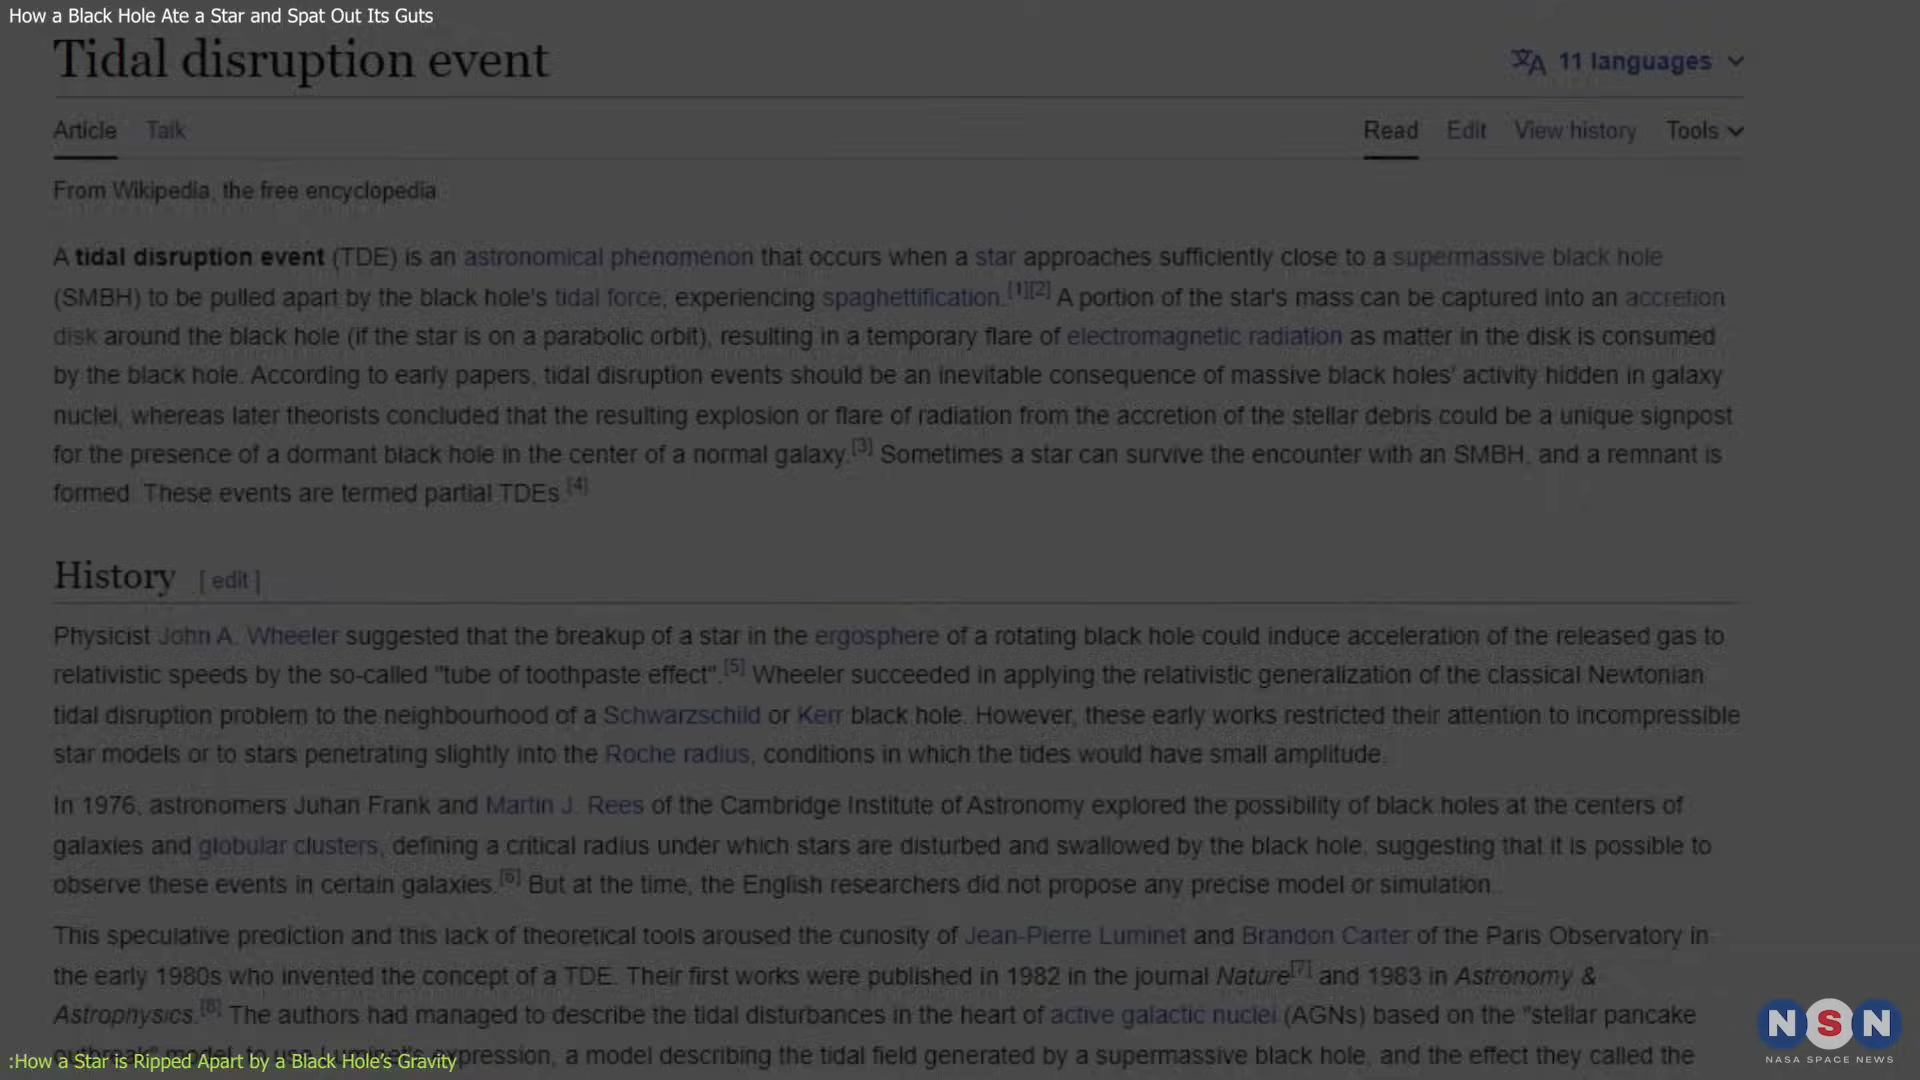 How a Black Hole Ate a Star and Spat Out Its Guts
Tidal disruption event
11 languages
Article Talk
Read Edit View history Tools
From Wikipedia, the free encyclopedia
A tidal disruption event (TDE) is an astronomical phenomenon that occurs when a star approaches sufficiently close to a supermassive black hole
(SMBH) to be pulled apart by the black hole's tidal force, experiencing spaghettification.[1][2] A portion of the star's mass can be captured into an accretion
disk around the black hole (if the star is on a parabolic orbit), resulting in a temporary flare of electromagnetic radiation as matter in the disk is consumed
by the black hole. According to early papers, tidal disruption events should be an inevitable consequence of massive black holes' activity hidden in galaxy
nuclei, whereas later theorists concluded that the resulting explosion or flare of radiation from the accretion of the stellar debris could be a unique signpost
for the presence of a dormant black hole in the center of a normal galaxy.[3] Sometimes a star can survive the encounter with an SMBH, and a remnant is
formed. These events are termed partial TDEs.[4]
History [ edit ]
Physicist John A. Wheeler suggested that the breakup of a star in the ergosphere of a rotating black hole could induce acceleration of the released gas to
relativistic speeds by the so-called "tube of toothpaste effect".[5] Wheeler succeeded in applying the relativistic generalization of the classical Newtonian
tidal disruption problem to the neighbourhood of a Schwarzschild or Kerr black hole. However, these early works restricted their attention to incompressible
star models or to stars penetrating slightly into the Roche radius, conditions in which the tides would have small amplitude.
In 1976, astronomers Juhan Frank and Martin J. Rees of the Cambridge Institute of Astronomy explored the possibility of black holes at the centers of
galaxies and globular clusters, defining a critical radius under which stars are disturbed and swallowed by the black hole, suggesting that it is possible to
observe these events in certain galaxies.[6] But at the time, the English researchers did not propose any precise model or simulation.
This speculative prediction and this lack of theoretical tools aroused the curiosity of Jean-Pierre Luminet and Brandon Carter of the Paris Observatory in
the early 1980s who invented the concept of a TDE. Their first works were published in 1982 in the journal Nature[7] and 1983 in Astronomy &
Astrophysics.[8] The authors had managed to describe the tidal disturbances in the heart of active galactic nuclei (AGNs) based on the "stellar pancake
expression, a model describing the tidal field generated by a supermassive black hole, and the effect they called the
:How a Star is Ripped Apart by a Black Hole’s Gravity
NSN
NASA SPACE NEWS